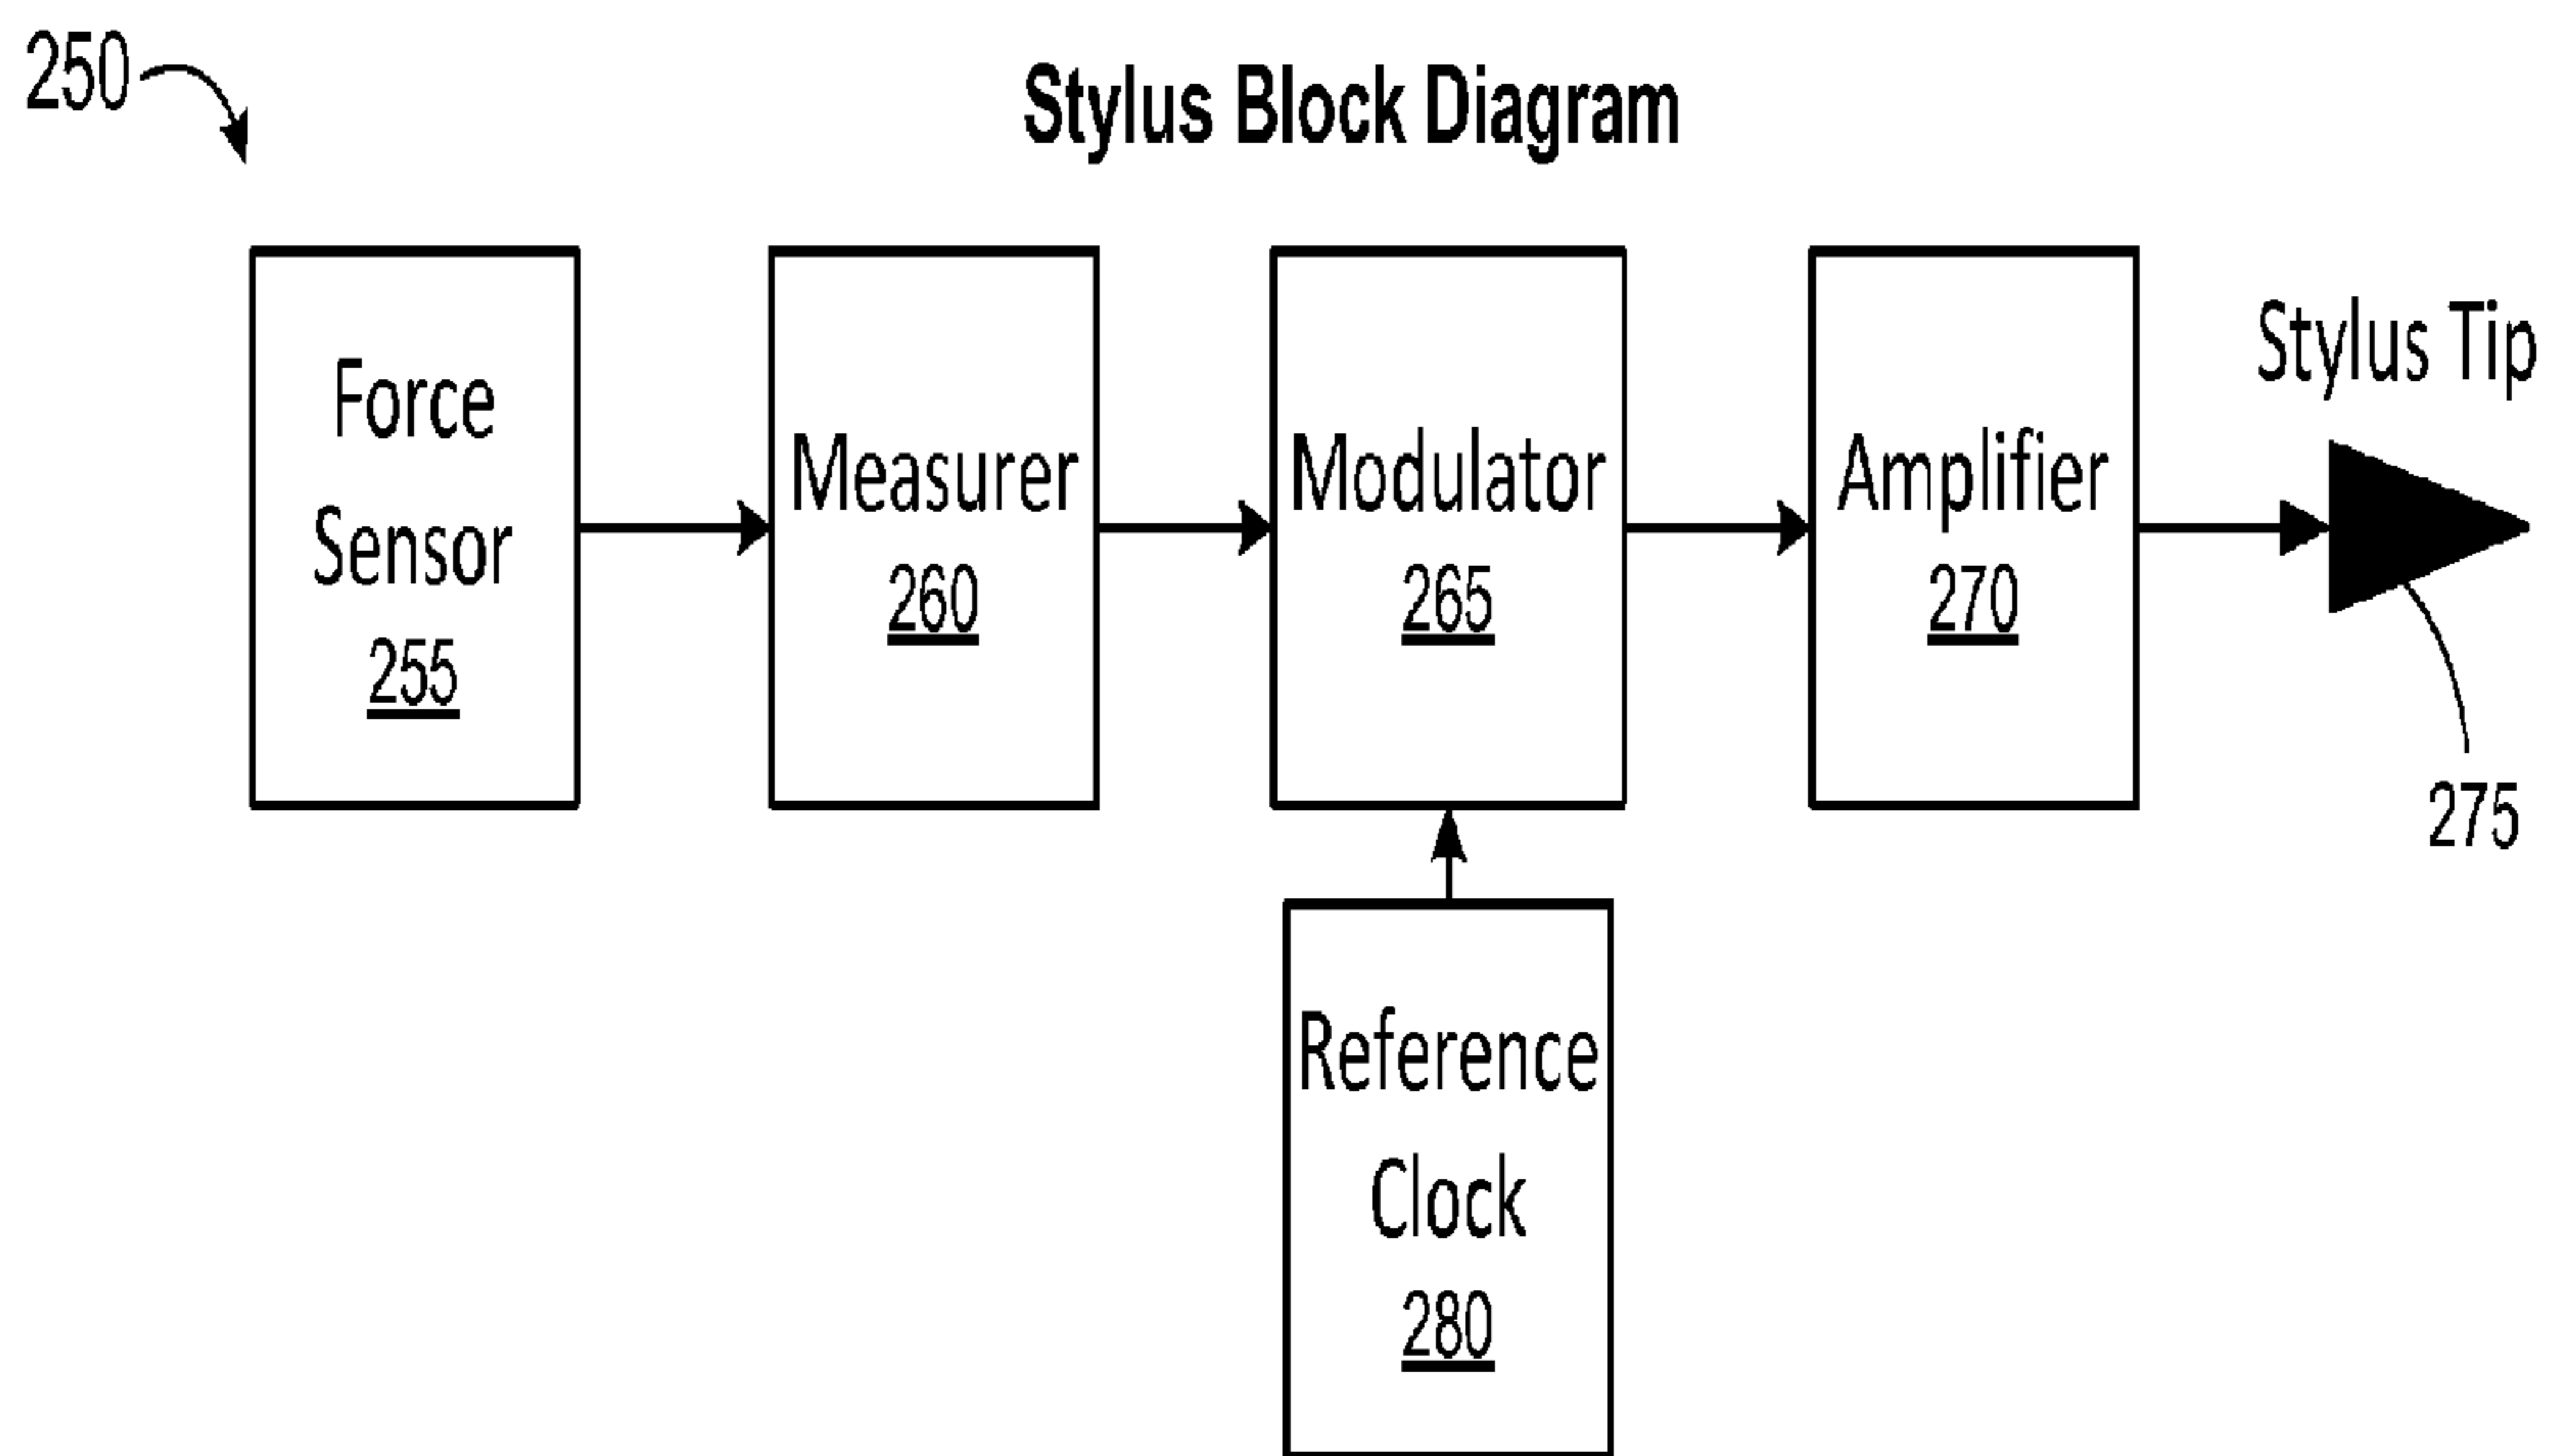 250
Stylus Block Diagram
Force
Sensor
255
Measurer
260
Modulator
265
Amplifier
270
Stylus Tip
275
Reference
Clock
280